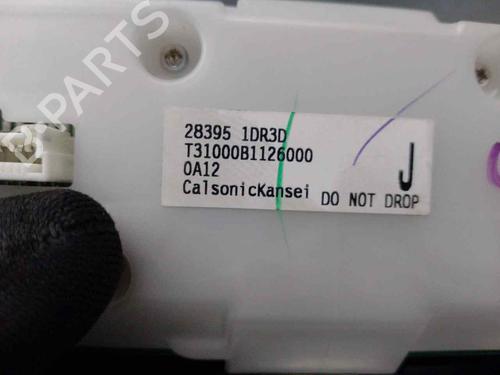 28395 1DR3D
T31000B1126000
0A12
CalsonicKansei DO NOT DROP
J
B-PARTS